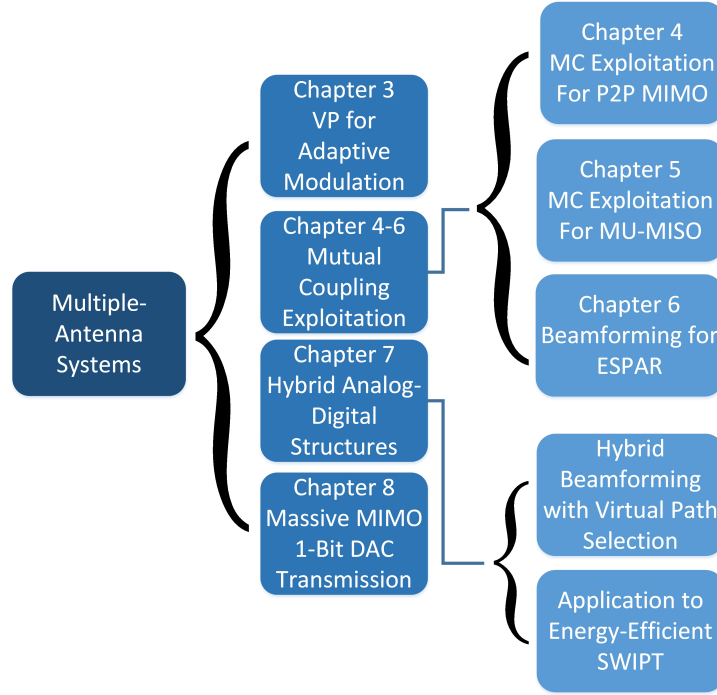 Multiple-
Antenna
Systems
Chapter 3
VP for
Adaptive
Modulation
Chapter 4-6
Mutual
Coupling
Exploitation
Chapter 7
Hybrid Analog-
Digital
Structures
Chapter 8
Massive MIMO
1-Bit DAC
Transmission
Chapter 4
MC Exploitation
For P2P MIMO
Chapter 5
MC Exploitation
For MU-MISO
Chapter 6
Beamforming for
ESPAR
Hybrid
Beamforming
with Virtual Path
Selection
Application to
Energy-Efficient
SWIPT